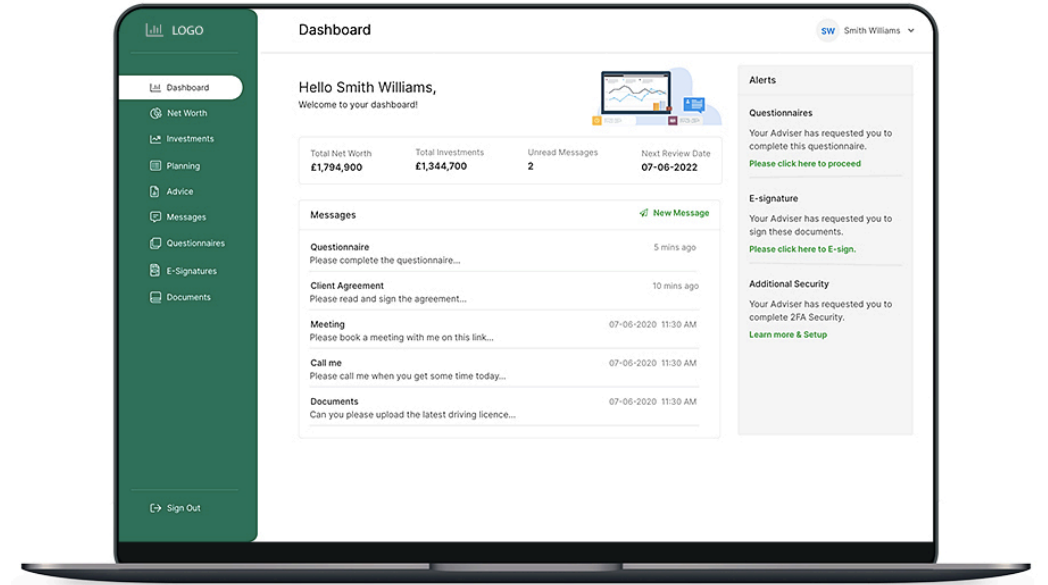 LOGO
Dashboard
Net Worth
Investments
Planning
Advice
Messages
Questionnaires
E-Signatures
Documents
Sign Out
Dashboard
SW Smith Williams
Hello Smith Williams,
Welcome to your dashboard!
Total Net Worth
£1,794,900
Total Investments
£1,344,700
Unread Messages
2
Next Review Date
07-06-2022
Messages
New Message
Questionnaire
5 mins ago
Please complete the questionnaire...
Client Agreement
10 mins ago
Please read and sign the agreement...
Meeting
07-06-2020 11:30 AM
Please book a meeting with me on this link...
Call me
07-06-2020 11:30 AM
Please call me when you get some time today...
Documents
07-06-2020 11:30 AM
Can you please upload the latest driving licence...
Alerts
Questionnaires
Your Adviser has requested you to
complete this questionnaire.
Please click here to proceed
E-signature
Your Adviser has requested you to
sign these documents.
Please click here to E-sign.
Additional Security
Your Adviser has requested you to
complete 2FA Security.
Learn more & Setup